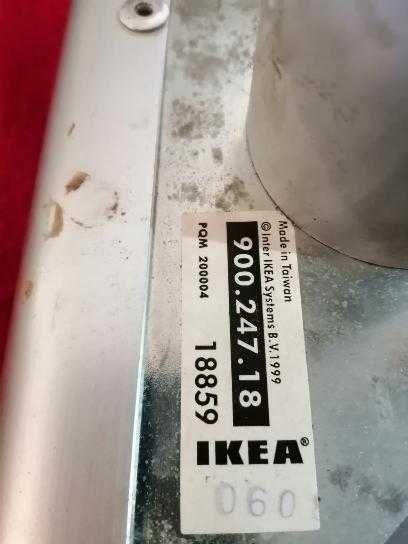 Made in Taiwan
© Inter IKEA Systems B.V.1999
900.247.18
PQM 200004
18859
IKEA®
060